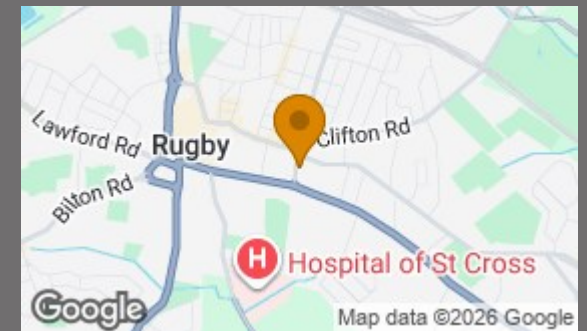 Clifton Rd
Lawford Rd
Rugby
Bilton Rd
H
Hospital of St Cross
Google
Map data ©2026 Google